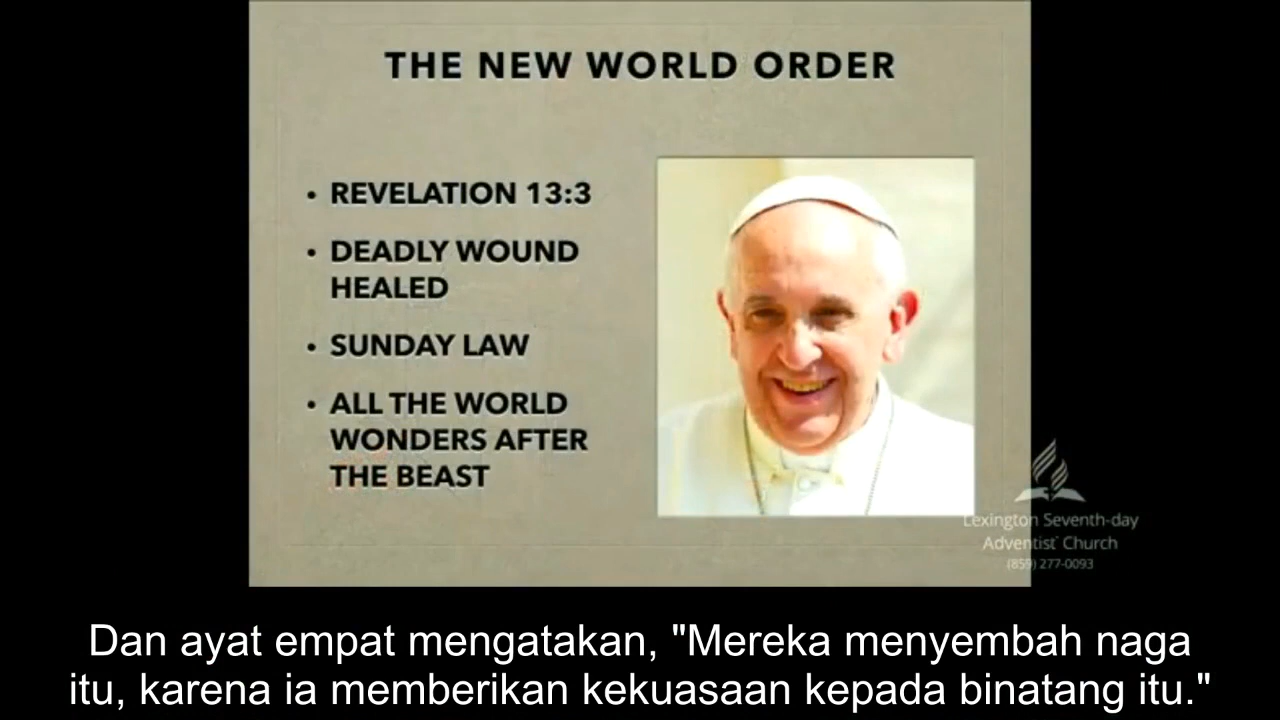 THE NEW WORLD ORDER
• REVELATION 13:3
• DEADLY WOUND
HEALED
• SUNDAY LAW
• ALL THE WORLD
WONDERS AFTER
THE BEAST
Lexington Seventh-day
Adventist Church
(859) 277-0093
Dan ayat empat mengatakan, "Mereka menyembah naga
itu, karena ia memberikan kekuasaan kepada binatang itu."